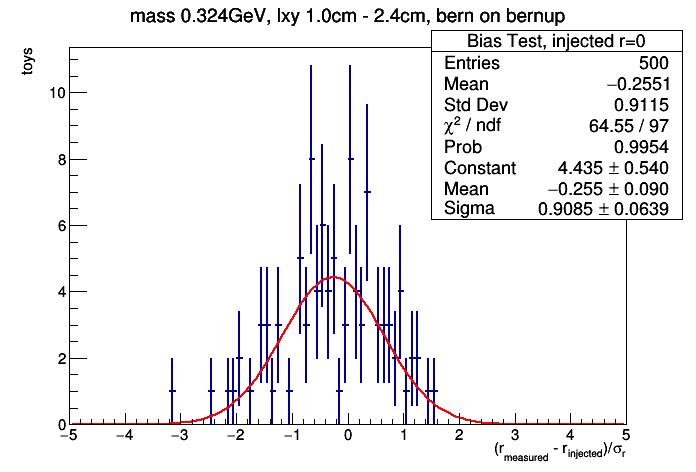 mass 0.324GeV, lxy 1.0cm - 2.4cm, bern on bernup
Bias Test, injected r=0
Entries 500
Mean −0.2551
Std Dev 0.9115
χ² / ndf 64.55 / 97
Prob 0.9954
Constant 4.435 ± 0.540
Mean −0.255 ± 0.090
Sigma 0.9085 ± 0.0639
toys
10
8
6
4
2
0
−5 −4 −3 −2 −1 0 1 2 3 4 5
(r_measured - r_injected)/σ_r